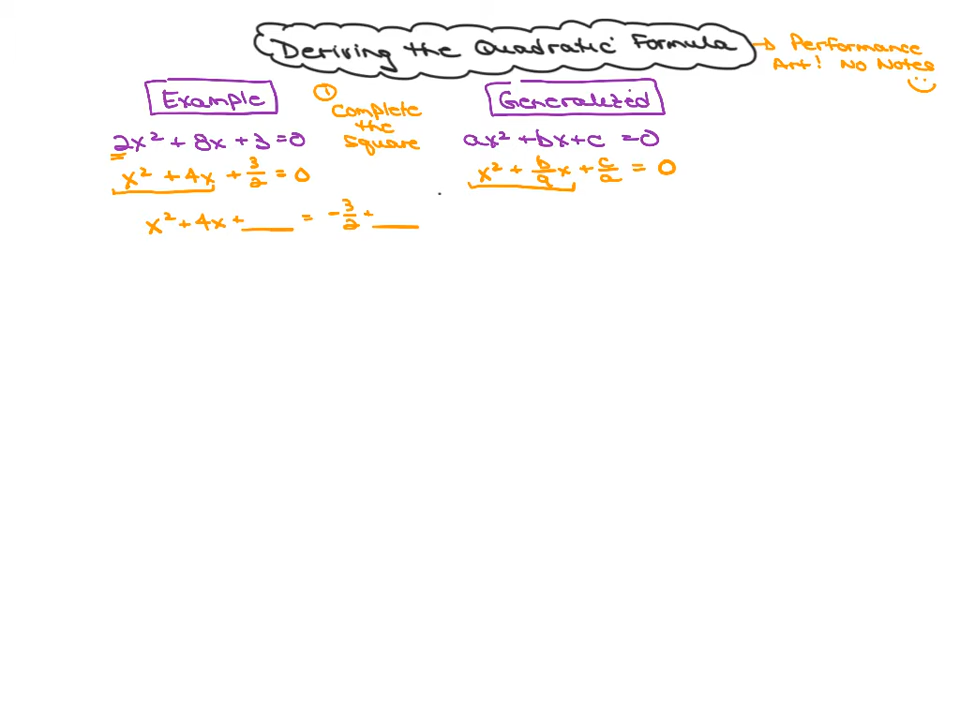 Deriving the Quadratic Formula
→ Performance
Art! No Notes
Example
① Complete
the
square
Generalized
2x² + 8x + 3 = 0
ax² + bx + c = 0
x² + 4x + 3/2 = 0
x² + b/a x + c/a = 0
x² + 4x + ___ = -3/2 + ___